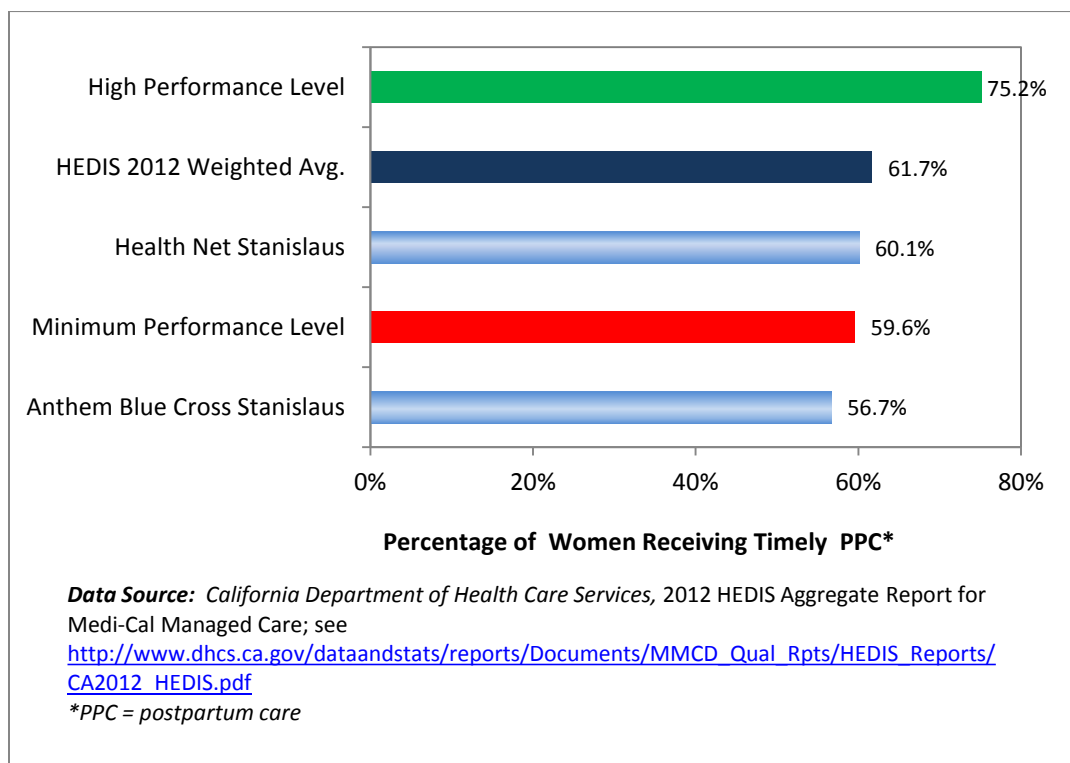 High Performance Level
75.2%
HEDIS 2012 Weighted Avg.
61.7%
Health Net Stanislaus
60.1%
Minimum Performance Level
59.6%
Anthem Blue Cross Stanislaus
56.7%
0% 20% 40% 60% 80%
Percentage of Women Receiving Timely PPC*
Data Source: California Department of Health Care Services, 2012 HEDIS Aggregate Report for
Medi-Cal Managed Care; see
http://www.dhcs.ca.gov/dataandstats/reports/Documents/MMCD_Qual_Rpts/HEDIS_Reports/
CA2012_HEDIS.pdf
*PPC = postpartum care